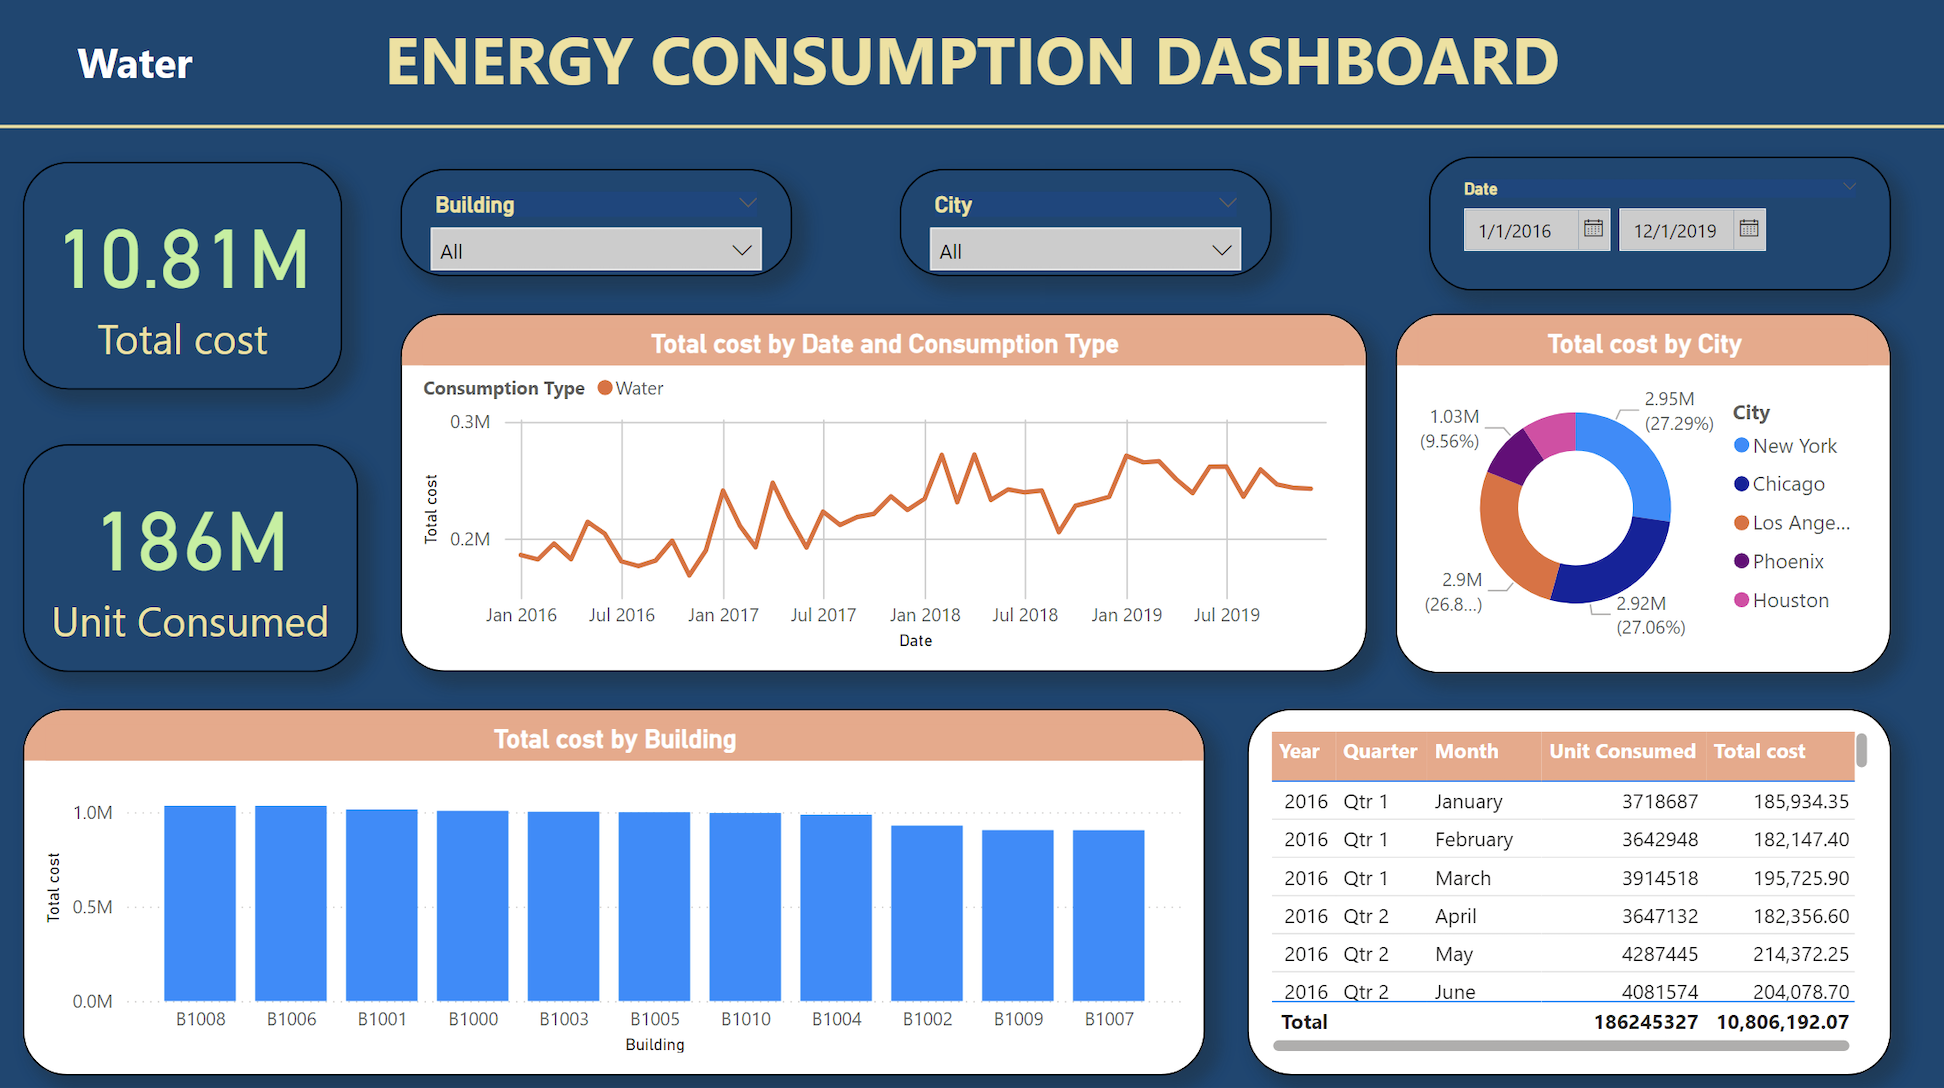 Water
ENERGY CONSUMPTION DASHBOARD
10.81M
Total cost
186M
Unit Consumed
Building
All
City
All
Date
1/1/2016
12/1/2019
Total cost by Date and Consumption Type
Consumption Type Water
0.3M
0.2M
Total cost
Jan 2016 Jul 2016 Jan 2017 Jul 2017 Jan 2018 Jul 2018 Jan 2019 Jul 2019
Date
Total cost by City
2.95M
(27.29%)
1.03M
(9.56%)
2.9M
(26.8...)
2.92M
(27.06%)
City
New York
Chicago
Los Ange...
Phoenix
Houston
Total cost by Building
1.0M
0.5M
0.0M
Total cost
B1008 B1006 B1001 B1000 B1003 B1005 B1010 B1004 B1002 B1009 B1007
Building
Year Quarter Month Unit Consumed Total cost
2016 Qtr 1 January 3718687 185,934.35
2016 Qtr 1 February 3642948 182,147.40
2016 Qtr 1 March 3914518 195,725.90
2016 Qtr 2 April 3647132 182,356.60
2016 Qtr 2 May 4287445 214,372.25
2016 Qtr 2 June 4081574 204,078.70
Total 186245327 10,806,192.07